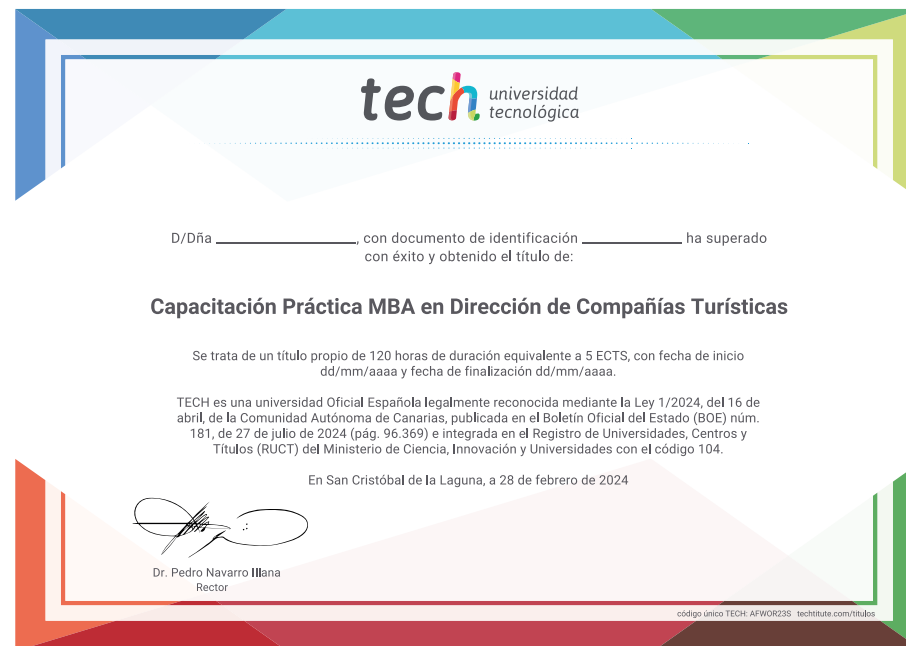 tech universidad
tecnológica
D/Dña ____________________, con documento de identificación ______________ ha superado
con éxito y obtenido el título de:
Capacitación Práctica MBA en Dirección de Compañías Turísticas
Se trata de un título propio de 120 horas de duración equivalente a 5 ECTS, con fecha de inicio
dd/mm/aaaa y fecha de finalización dd/mm/aaaa.
TECH es una universidad Oficial Española legalmente reconocida mediante la Ley 1/2024, del 16 de
abril, de la Comunidad Autónoma de Canarias, publicada en el Boletín Oficial del Estado (BOE) núm.
181, de 27 de julio de 2024 (pág. 96.369) e integrada en el Registro de Universidades, Centros y
Títulos (RUCT) del Ministerio de Ciencia, Innovación y Universidades con el código 104.
En San Cristóbal de la Laguna, a 28 de febrero de 2024
Dr. Pedro Navarro Illana
Rector
código único TECH: AFWOR23S techtitute.com/titulos